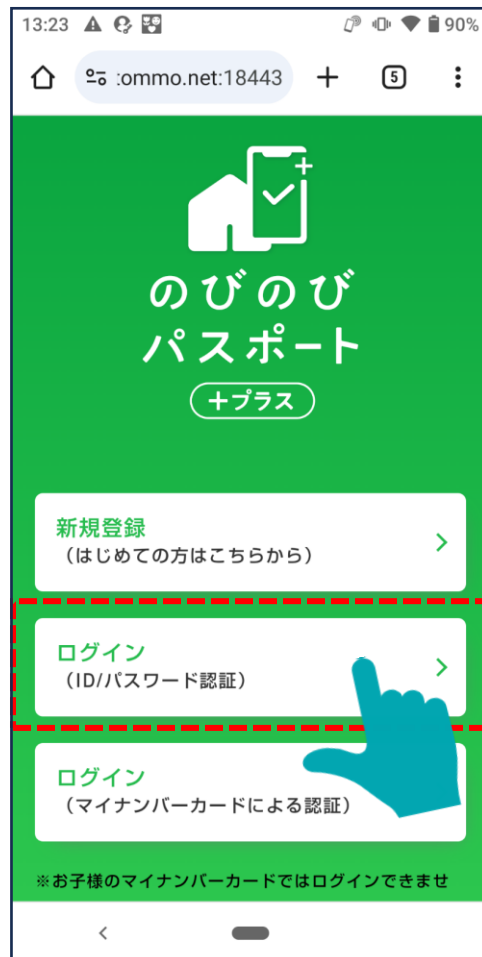 13:23
90%
:ommo.net:18443
5
のびのび
パスポート
+プラス
新規登録
（はじめての方はこちらから）
ログイン
（ID/パスワード認証）
ログイン
（マイナンバーカードによる認証）
※お子様のマイナンバーカードではログインできませ